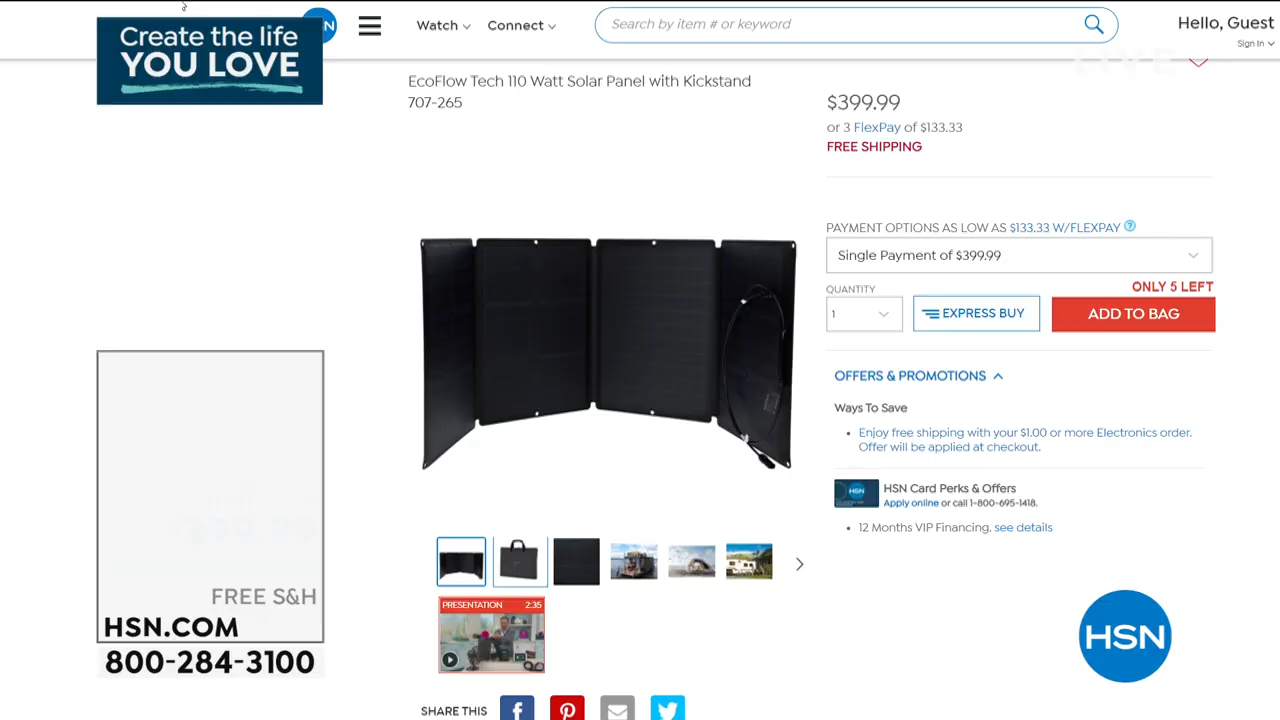 Create the life
YOU LOVE
N
Watch
Connect
Search by item # or keyword
Hello, Guest
Sign In
LIVE
EcoFlow Tech 110 Watt Solar Panel with Kickstand
707-265
$399.99
or 3 FlexPay of $133.33
FREE SHIPPING
PAYMENT OPTIONS AS LOW AS $133.33 W/FLEXPAY ?
Single Payment of $399.99
ONLY 5 LEFT
QUANTITY
1
EXPRESS BUY
ADD TO BAG
OFFERS & PROMOTIONS
Ways To Save
• Enjoy free shipping with your $1.00 or more Electronics order.
Offer will be applied at checkout.
HSN
HSN Card Perks & Offers
Apply online or call 1-800-695-1418.
• 12 Months VIP Financing. see details
399.99
FREE S&H
HSN.COM
800-284-3100
PRESENTATION 2:35
HSN
SHARE THIS